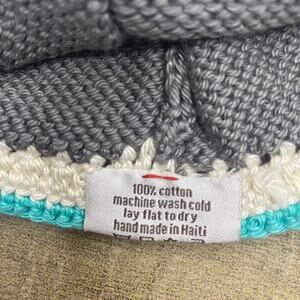 100% cotton
machine wash cold
lay flat to dry
hand made in Haiti